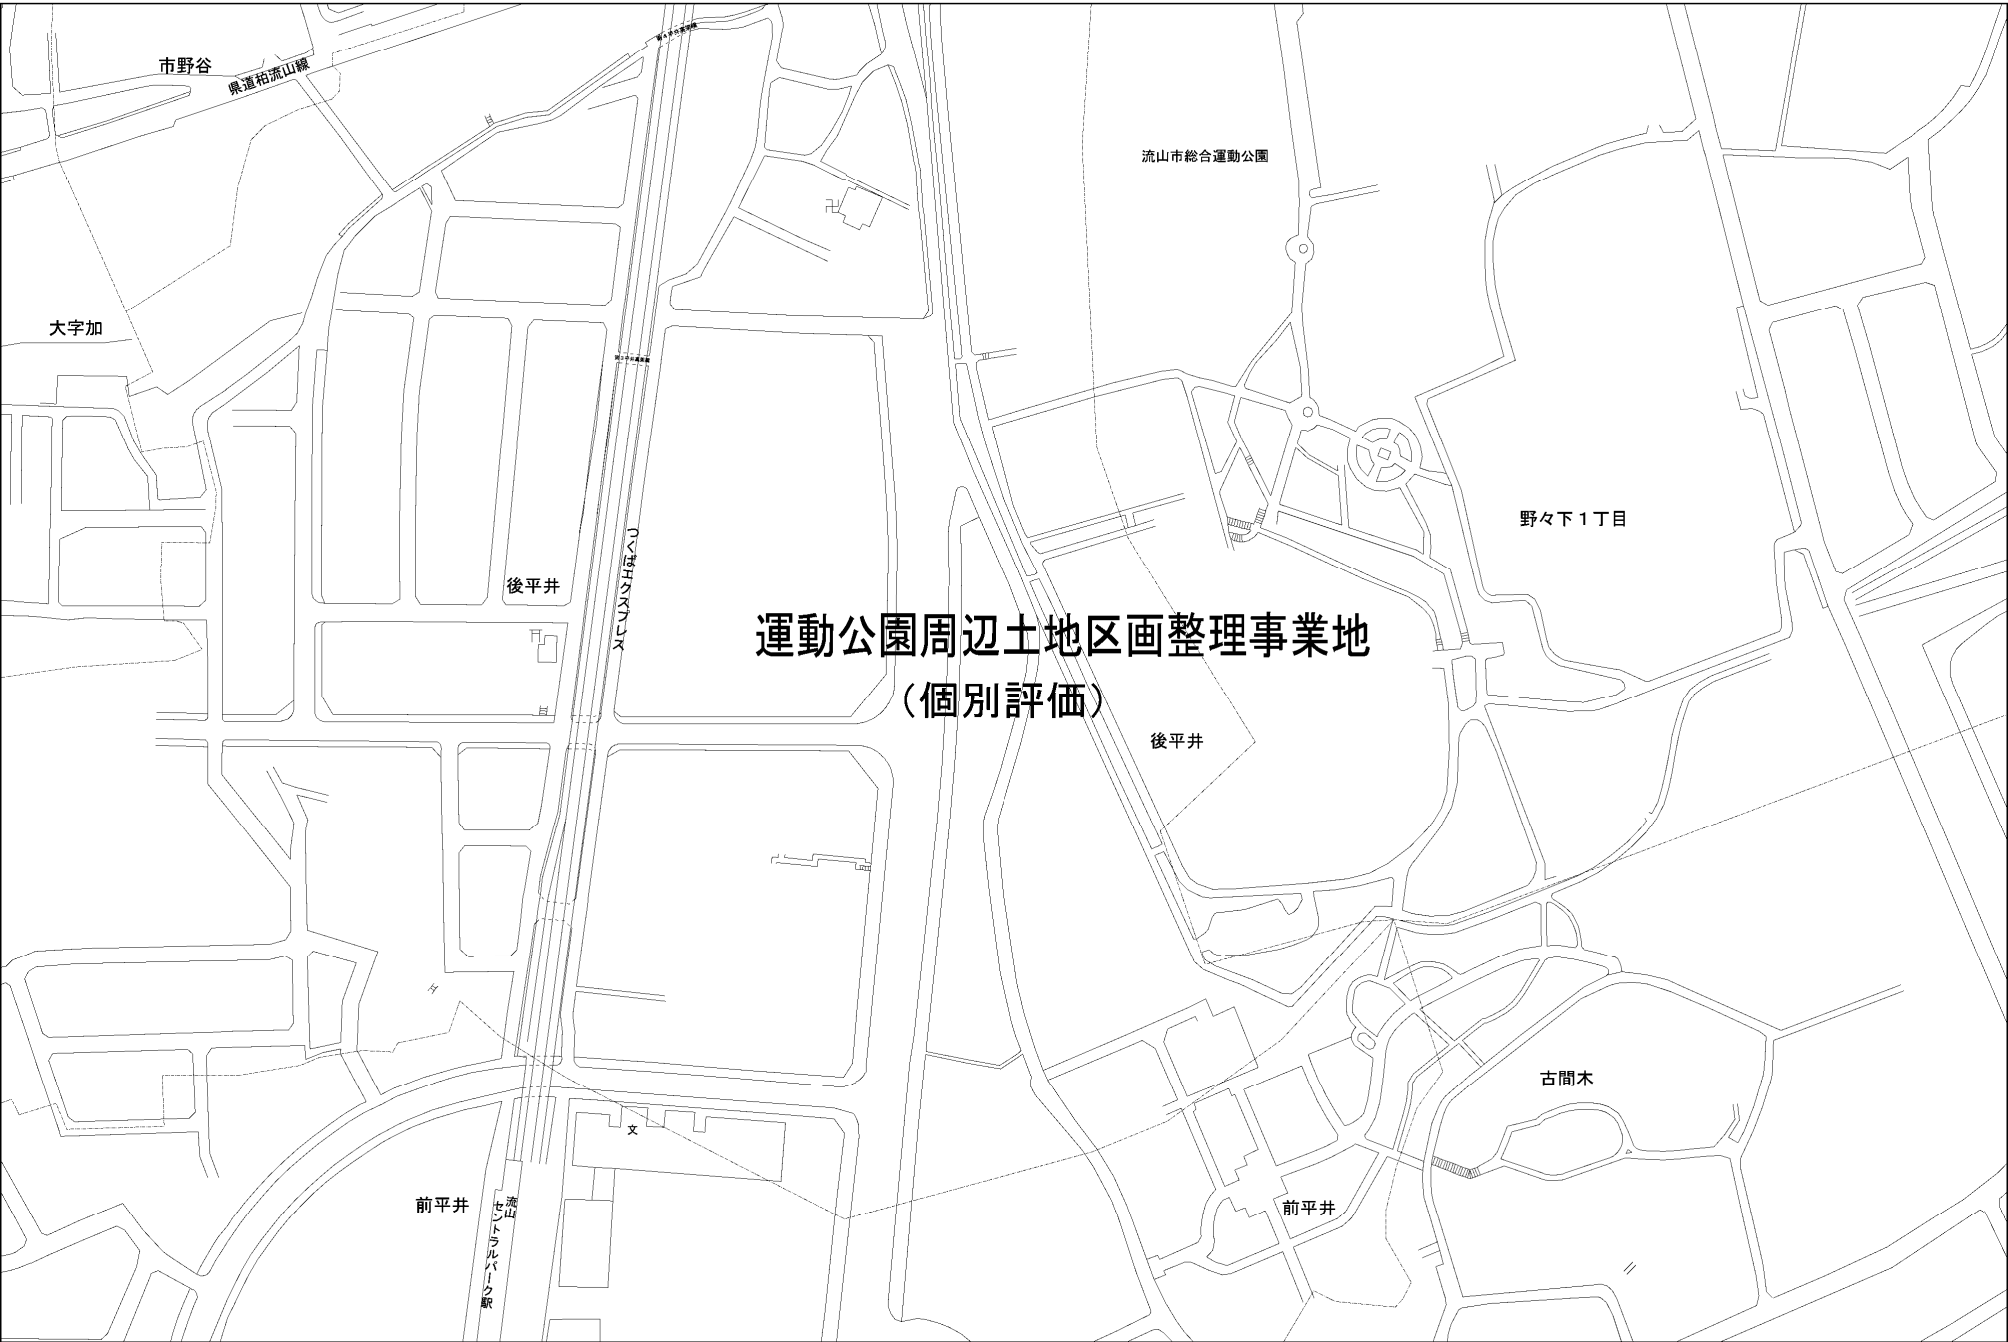 市野谷
県道柏流山線
流山市総合運動公園
大字加
野々下１丁目
つくばエクスプレス
後平井
運動公園周辺土地区画整理事業地
（個別評価）
後平井
古間木
文
前平井
流山
セントラルパーク駅
前平井